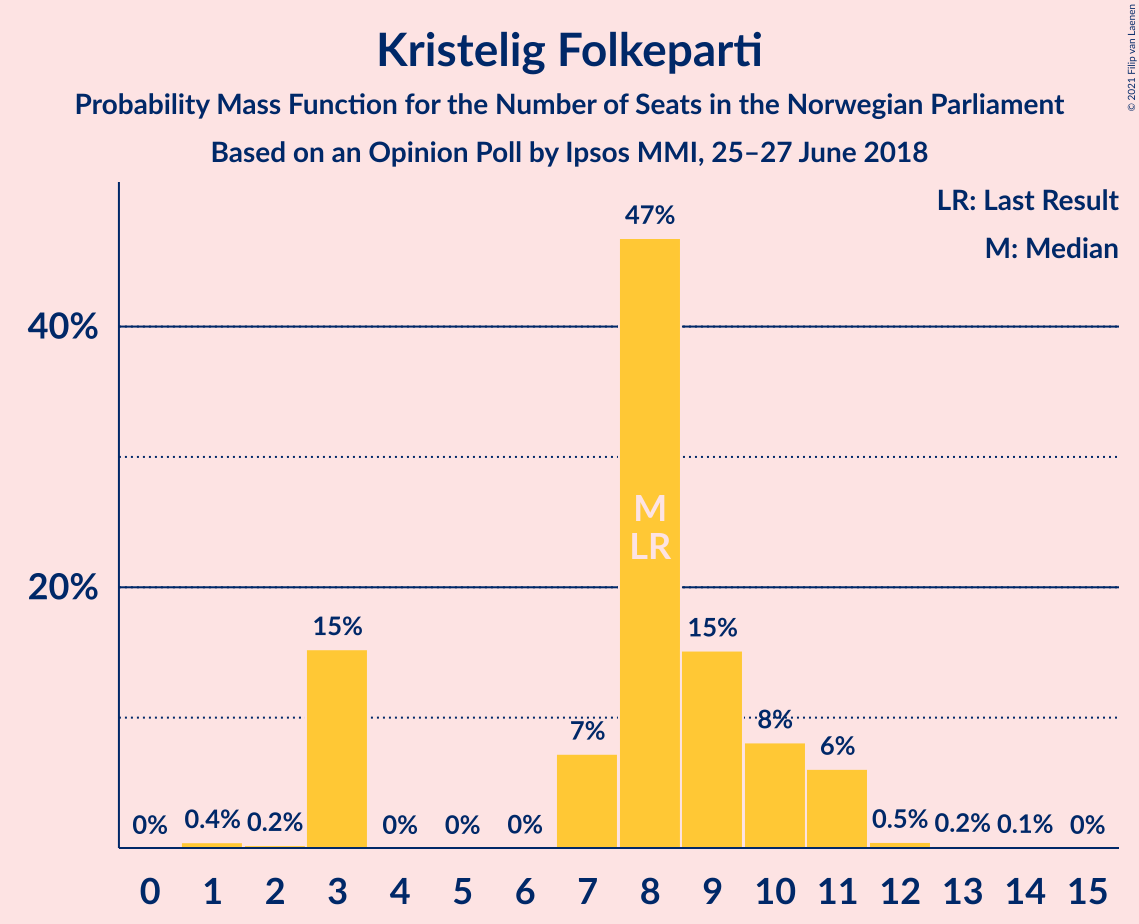 Kristelig Folkeparti
Probability Mass Function for the Number of Seats in the Norwegian Parliament
Based on an Opinion Poll by Ipsos MMI, 25–27 June 2018
© 2021 Filip van Laenen
LR: Last Result
M: Median
40%
20%
0%
0.4%
0.2%
15%
0%
0%
0%
7%
47%
M
LR
15%
8%
6%
0.5%
0.2%
0.1%
0%
0 1 2 3 4 5 6 7 8 9 10 11 12 13 14 15